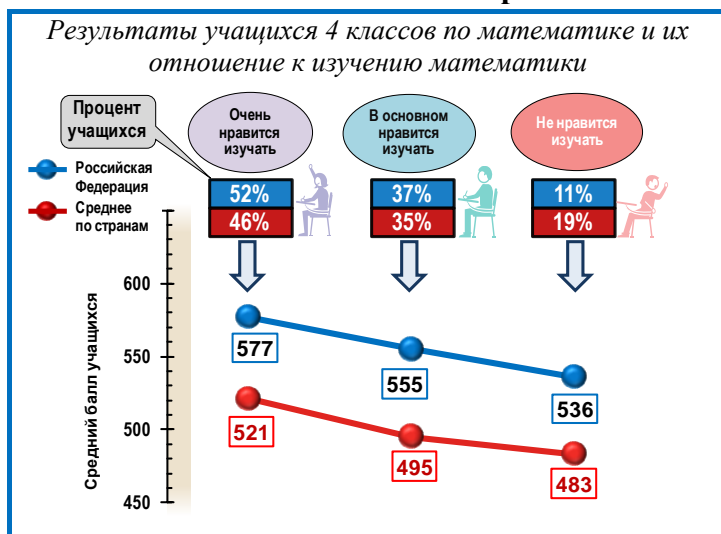 Результаты учащихся 4 классов по математике и их
отношение к изучению математики
Процент
учащихся
Очень
нравится
изучать
В основном
нравится
изучать
Не нравится
изучать
Российская
Федерация
Среднее
по странам
52%
37%
11%
46%
35%
19%
Средний балл учащихся
600
550
500
450
577
555
536
521
495
483